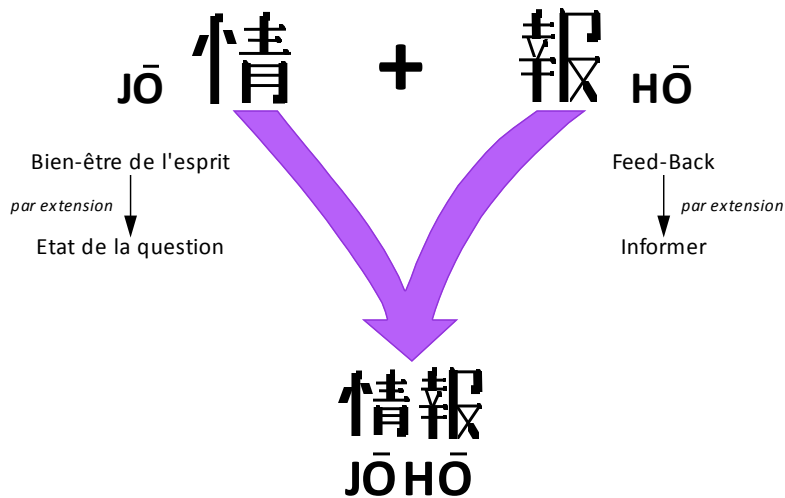 JŌ 情 + 報 HŌ
Bien-être de l'esprit
par extension
Etat de la question
Feed-Back
par extension
Informer
情報
JŌHŌ